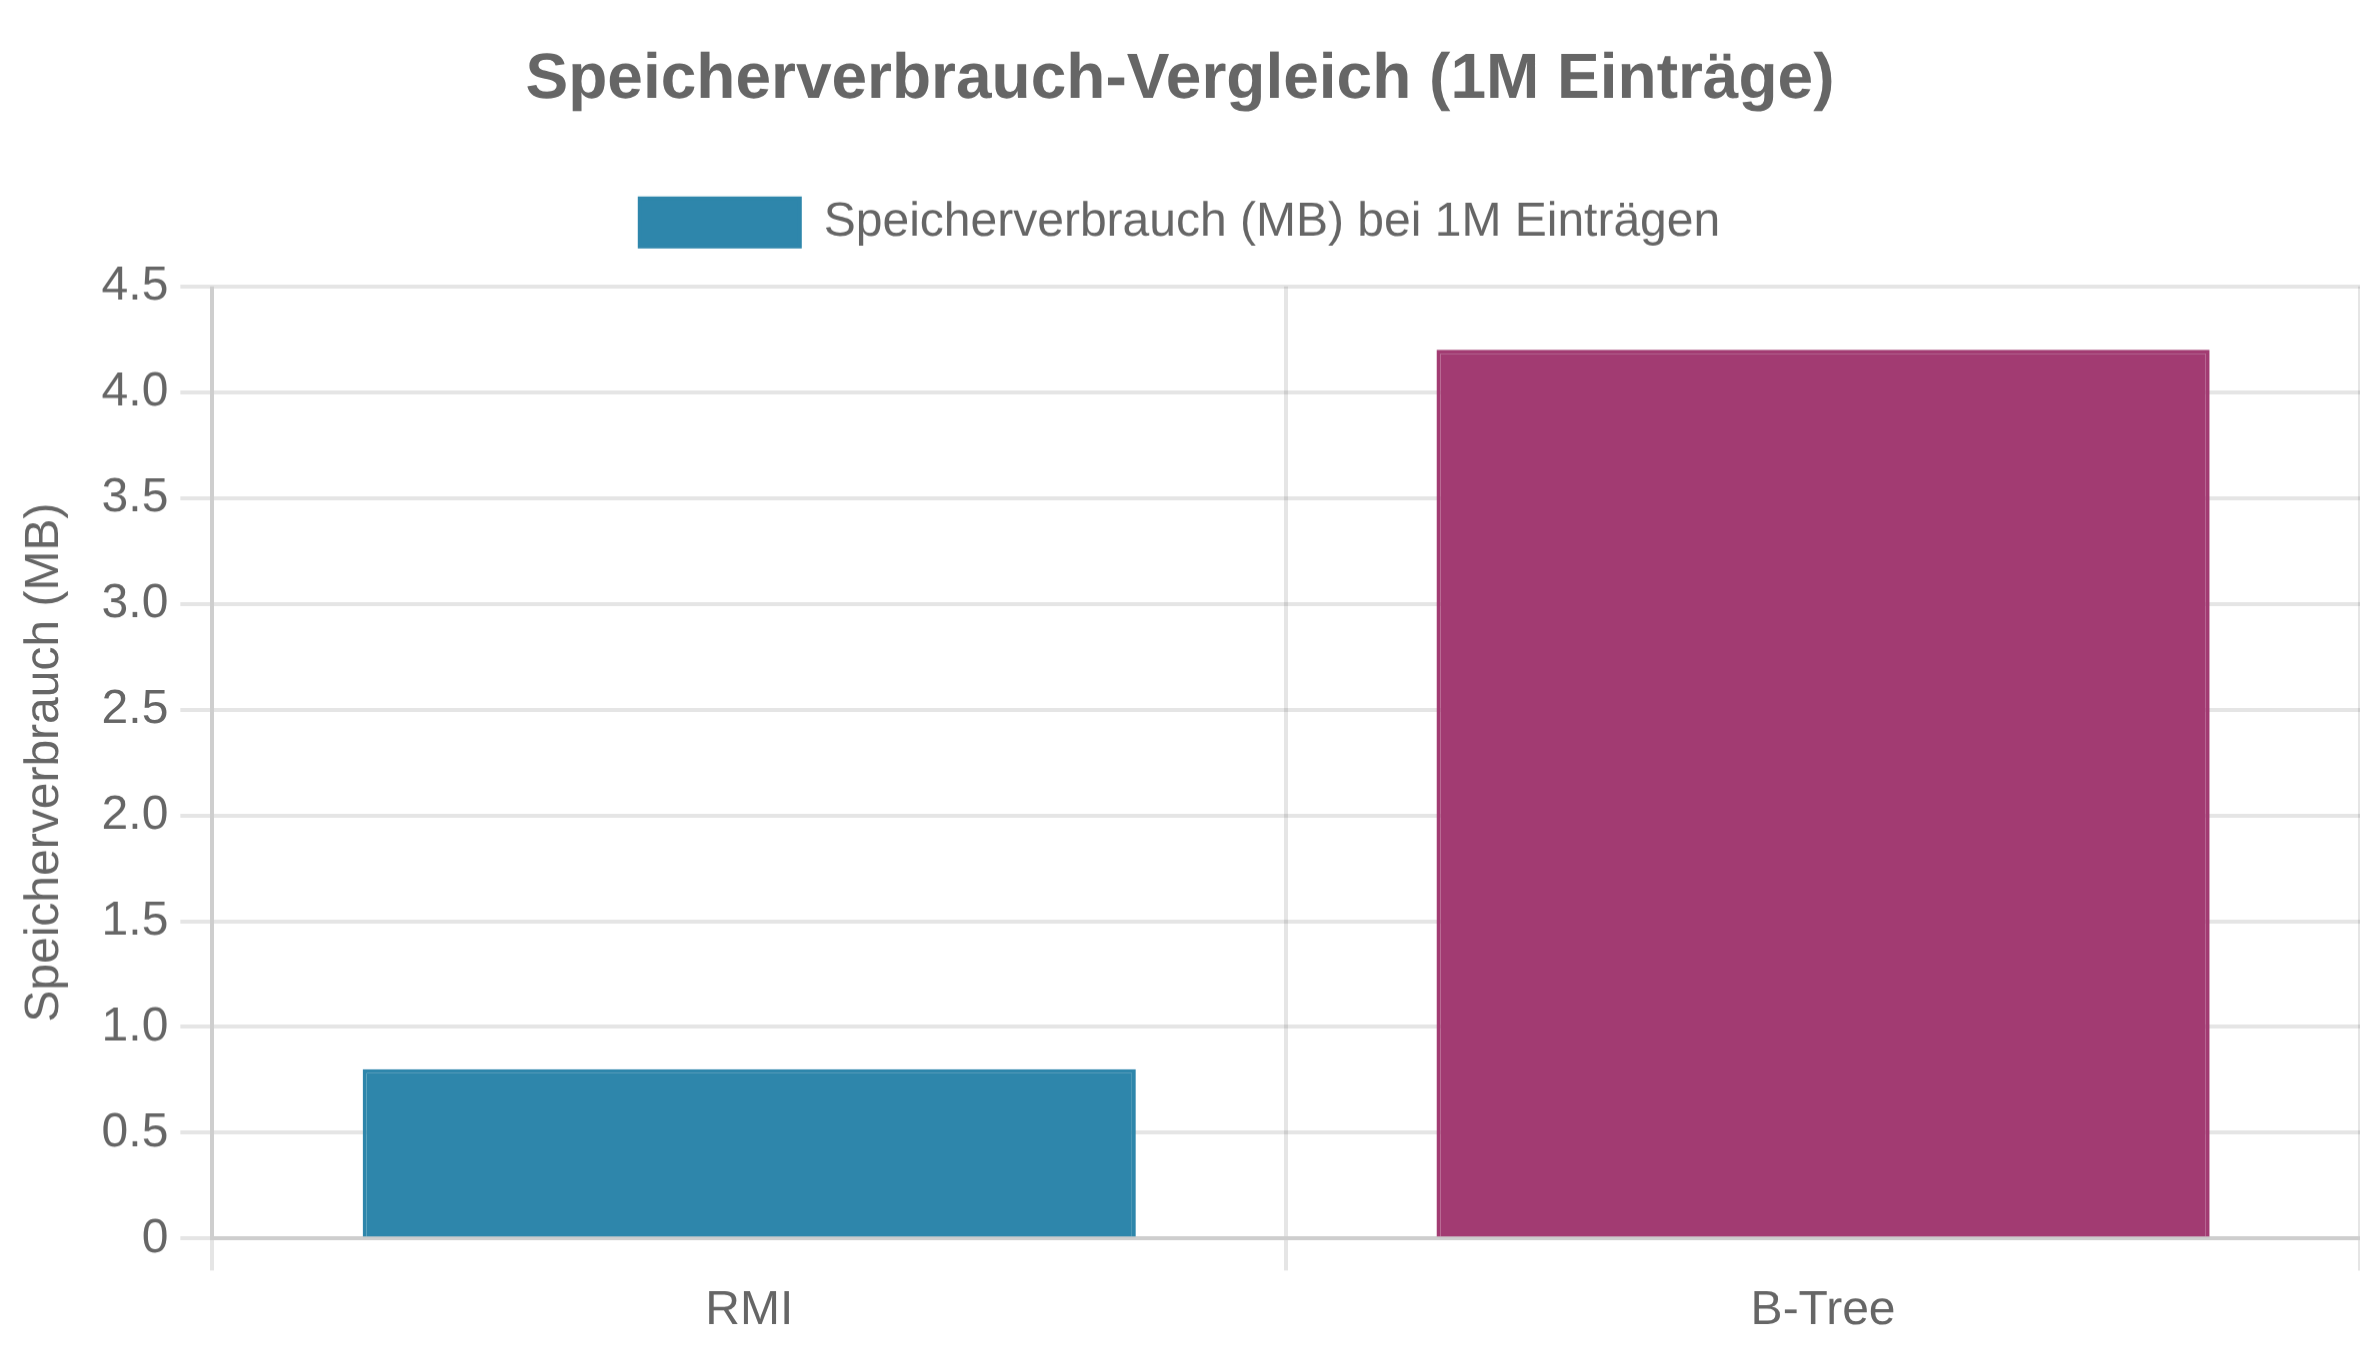 Speicherverbrauch-Vergleich (1M Einträge)
Speicherverbrauch (MB) bei 1M Einträgen
Speicherverbrauch (MB)
4.5
4.0
3.5
3.0
2.5
2.0
1.5
1.0
0.5
0
RMI
B-Tree